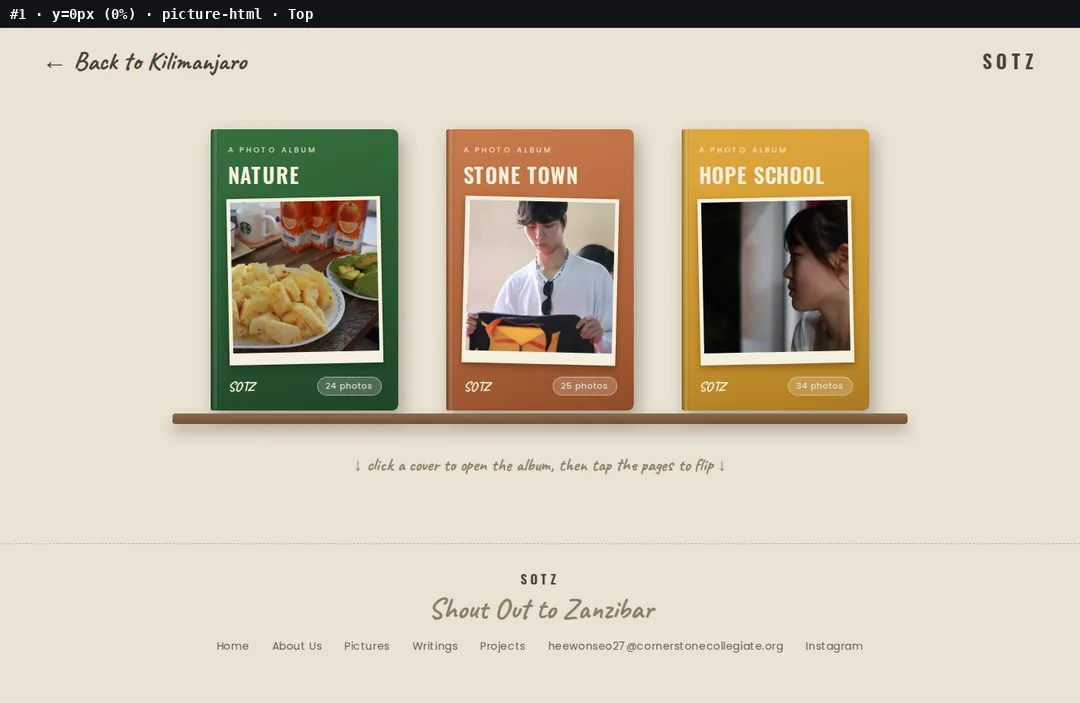 #1 · y=0px (0%) · picture-html · Top
← Back to Kilimanjaro
SOTZ
A PHOTO ALBUM
NATURE
SOTZ
24 photos
A PHOTO ALBUM
STONE TOWN
SOTZ
25 photos
A PHOTO ALBUM
HOPE SCHOOL
SOTZ
34 photos
↓ click a cover to open the album, then tap the pages to flip ↓
SOTZ
Shout Out to Zanzibar
Home About Us Pictures Writings Projects heewonseo27@cornerstonecollegiate.org Instagram